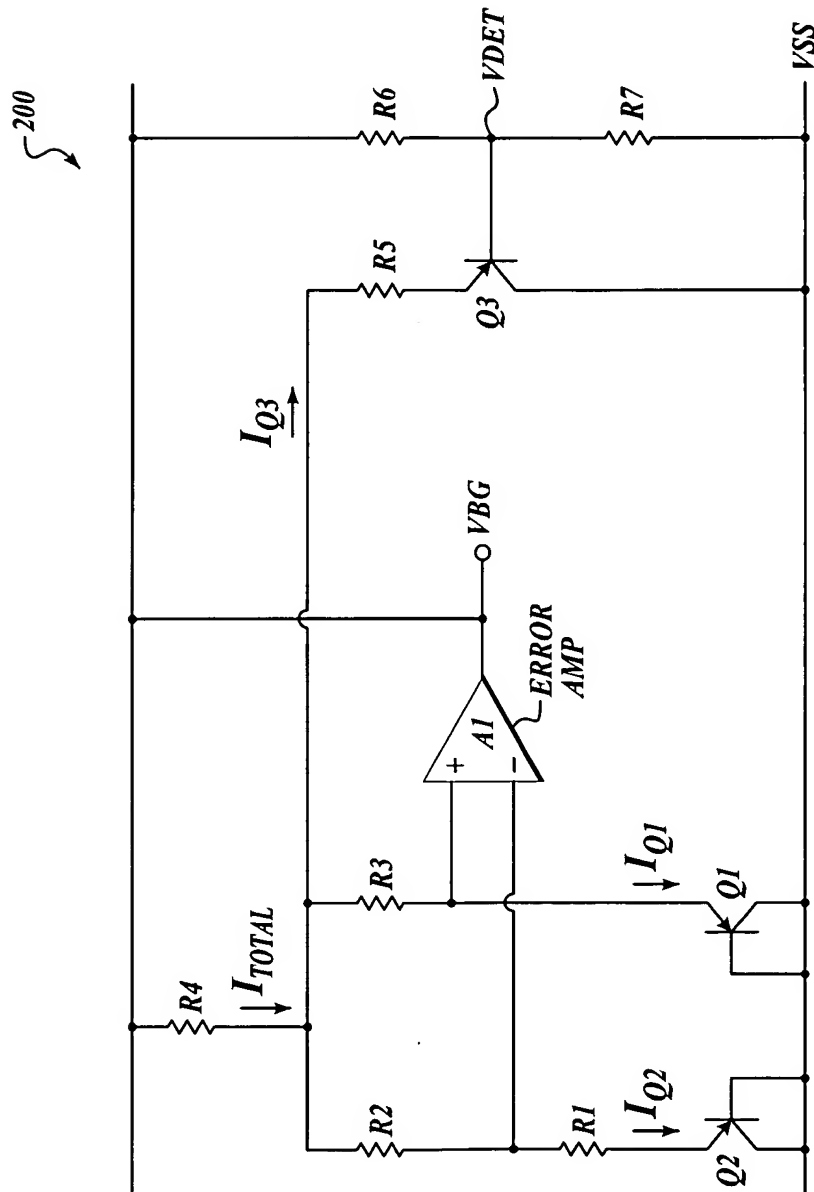 200
R4
I_TOTAL
I_Q3
R2
R3
R5
R6
A1
+
-
VBG
VDET
ERROR
AMP
R1
R7
I_Q2
I_Q1
Q3
Q2
Q1
VSS